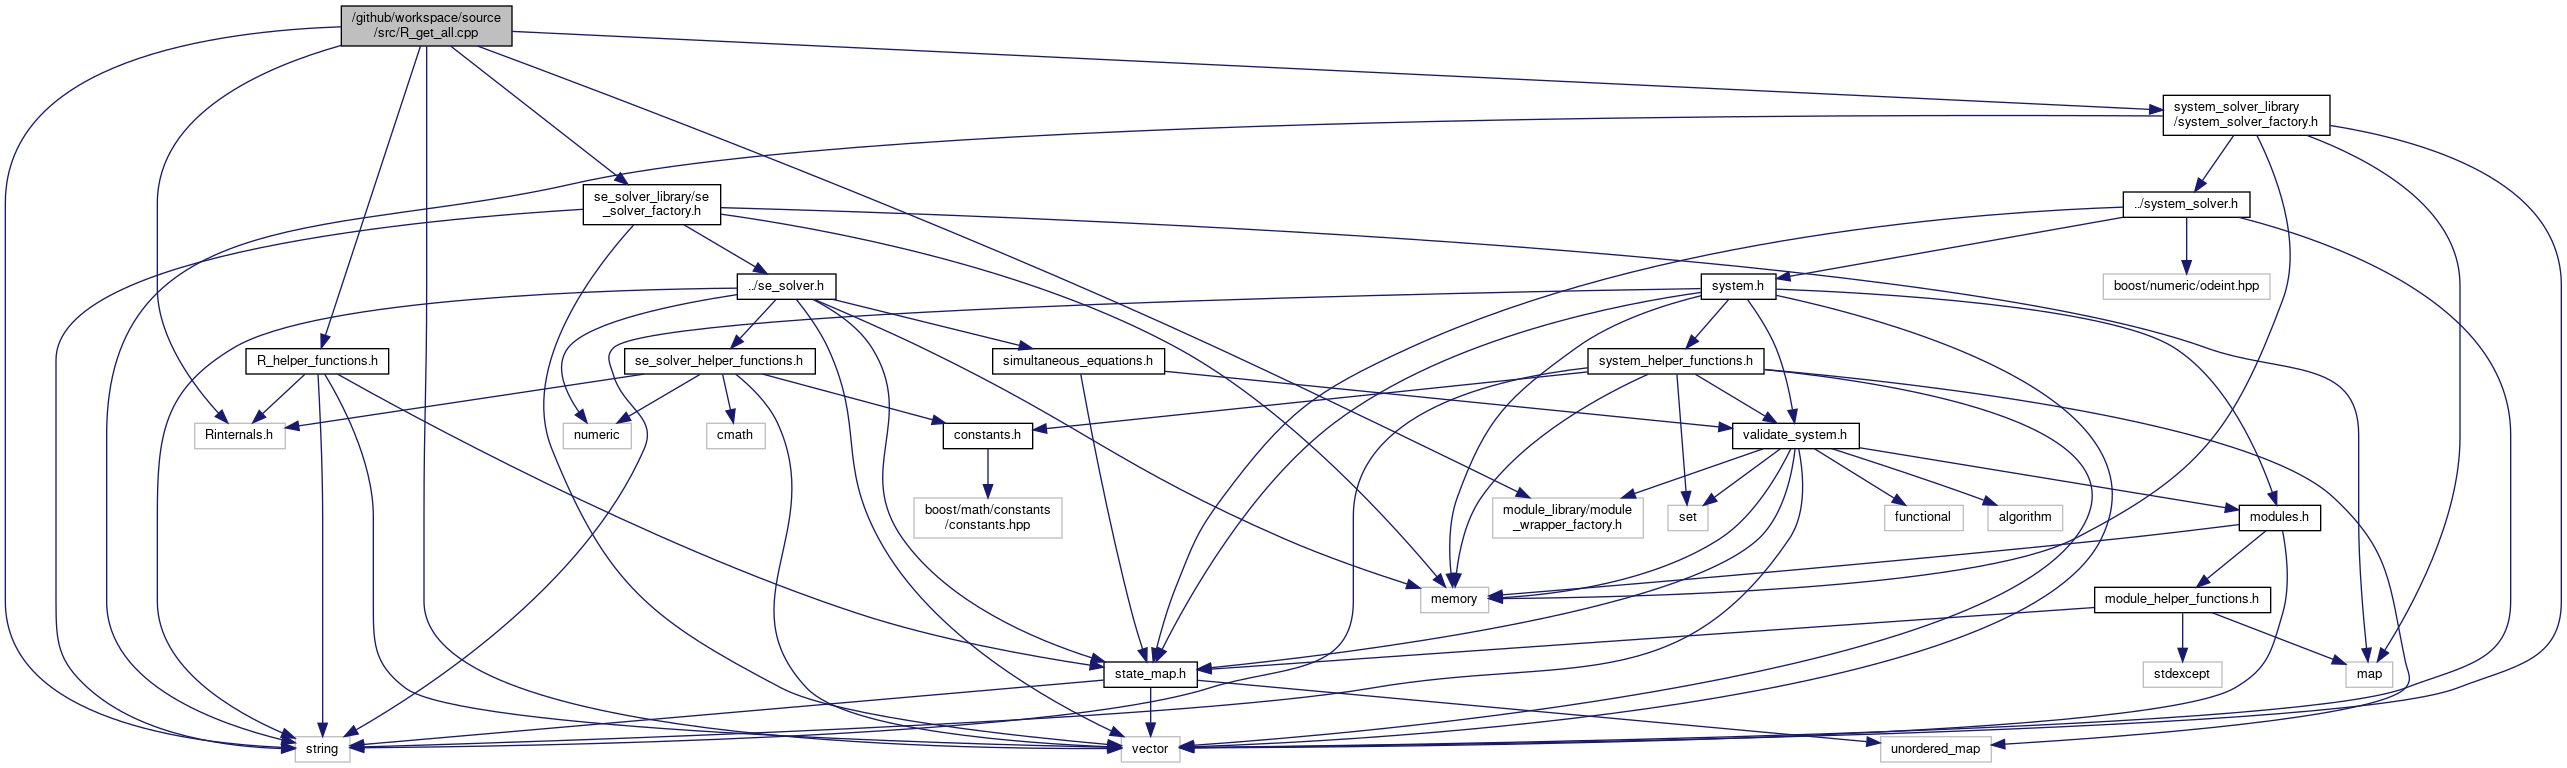 /github/workspace/source
/src/R_get_all.cpp
system_solver_library
/system_solver_factory.h
se_solver_library/se
_solver_factory.h
../system_solver.h
../se_solver.h
system.h
boost/numeric/odeint.hpp
R_helper_functions.h
se_solver_helper_functions.h
simultaneous_equations.h
system_helper_functions.h
Rinternals.h
numeric
cmath
constants.h
validate_system.h
boost/math/constants
/constants.hpp
module_library/module
_wrapper_factory.h
set
functional
algorithm
modules.h
memory
module_helper_functions.h
state_map.h
stdexcept
map
string
vector
unordered_map